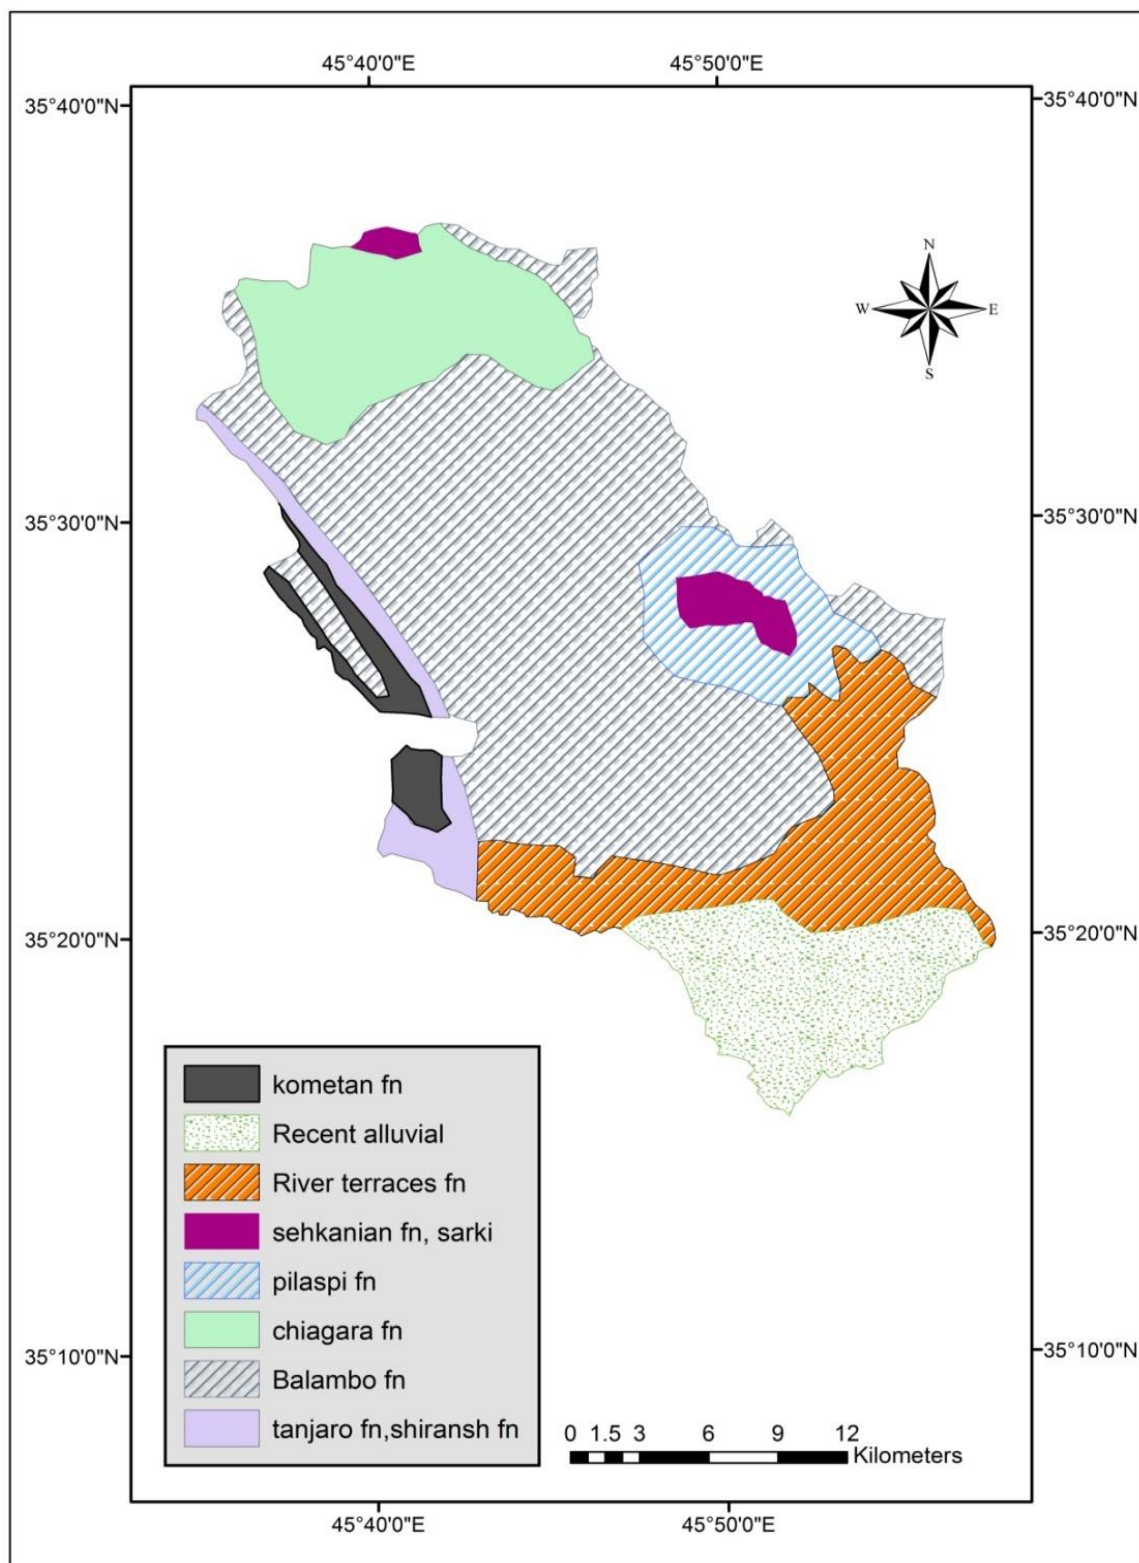 45°40'0"E 45°50'0"E
35°40'0"N 35°40'0"N
N
W E
S
35°30'0"N 35°30'0"N
35°20'0"N 35°20'0"N
kometan fn
Recent alluvial
River terraces fn
sehkanian fn, sarki
pilaspi fn
chiagara fn
Balambo fn
tanjaro fn,shiransh fn
35°10'0"N 35°10'0"N
0 1.5 3 6 9 12
Kilometers
45°40'0"E 45°50'0"E